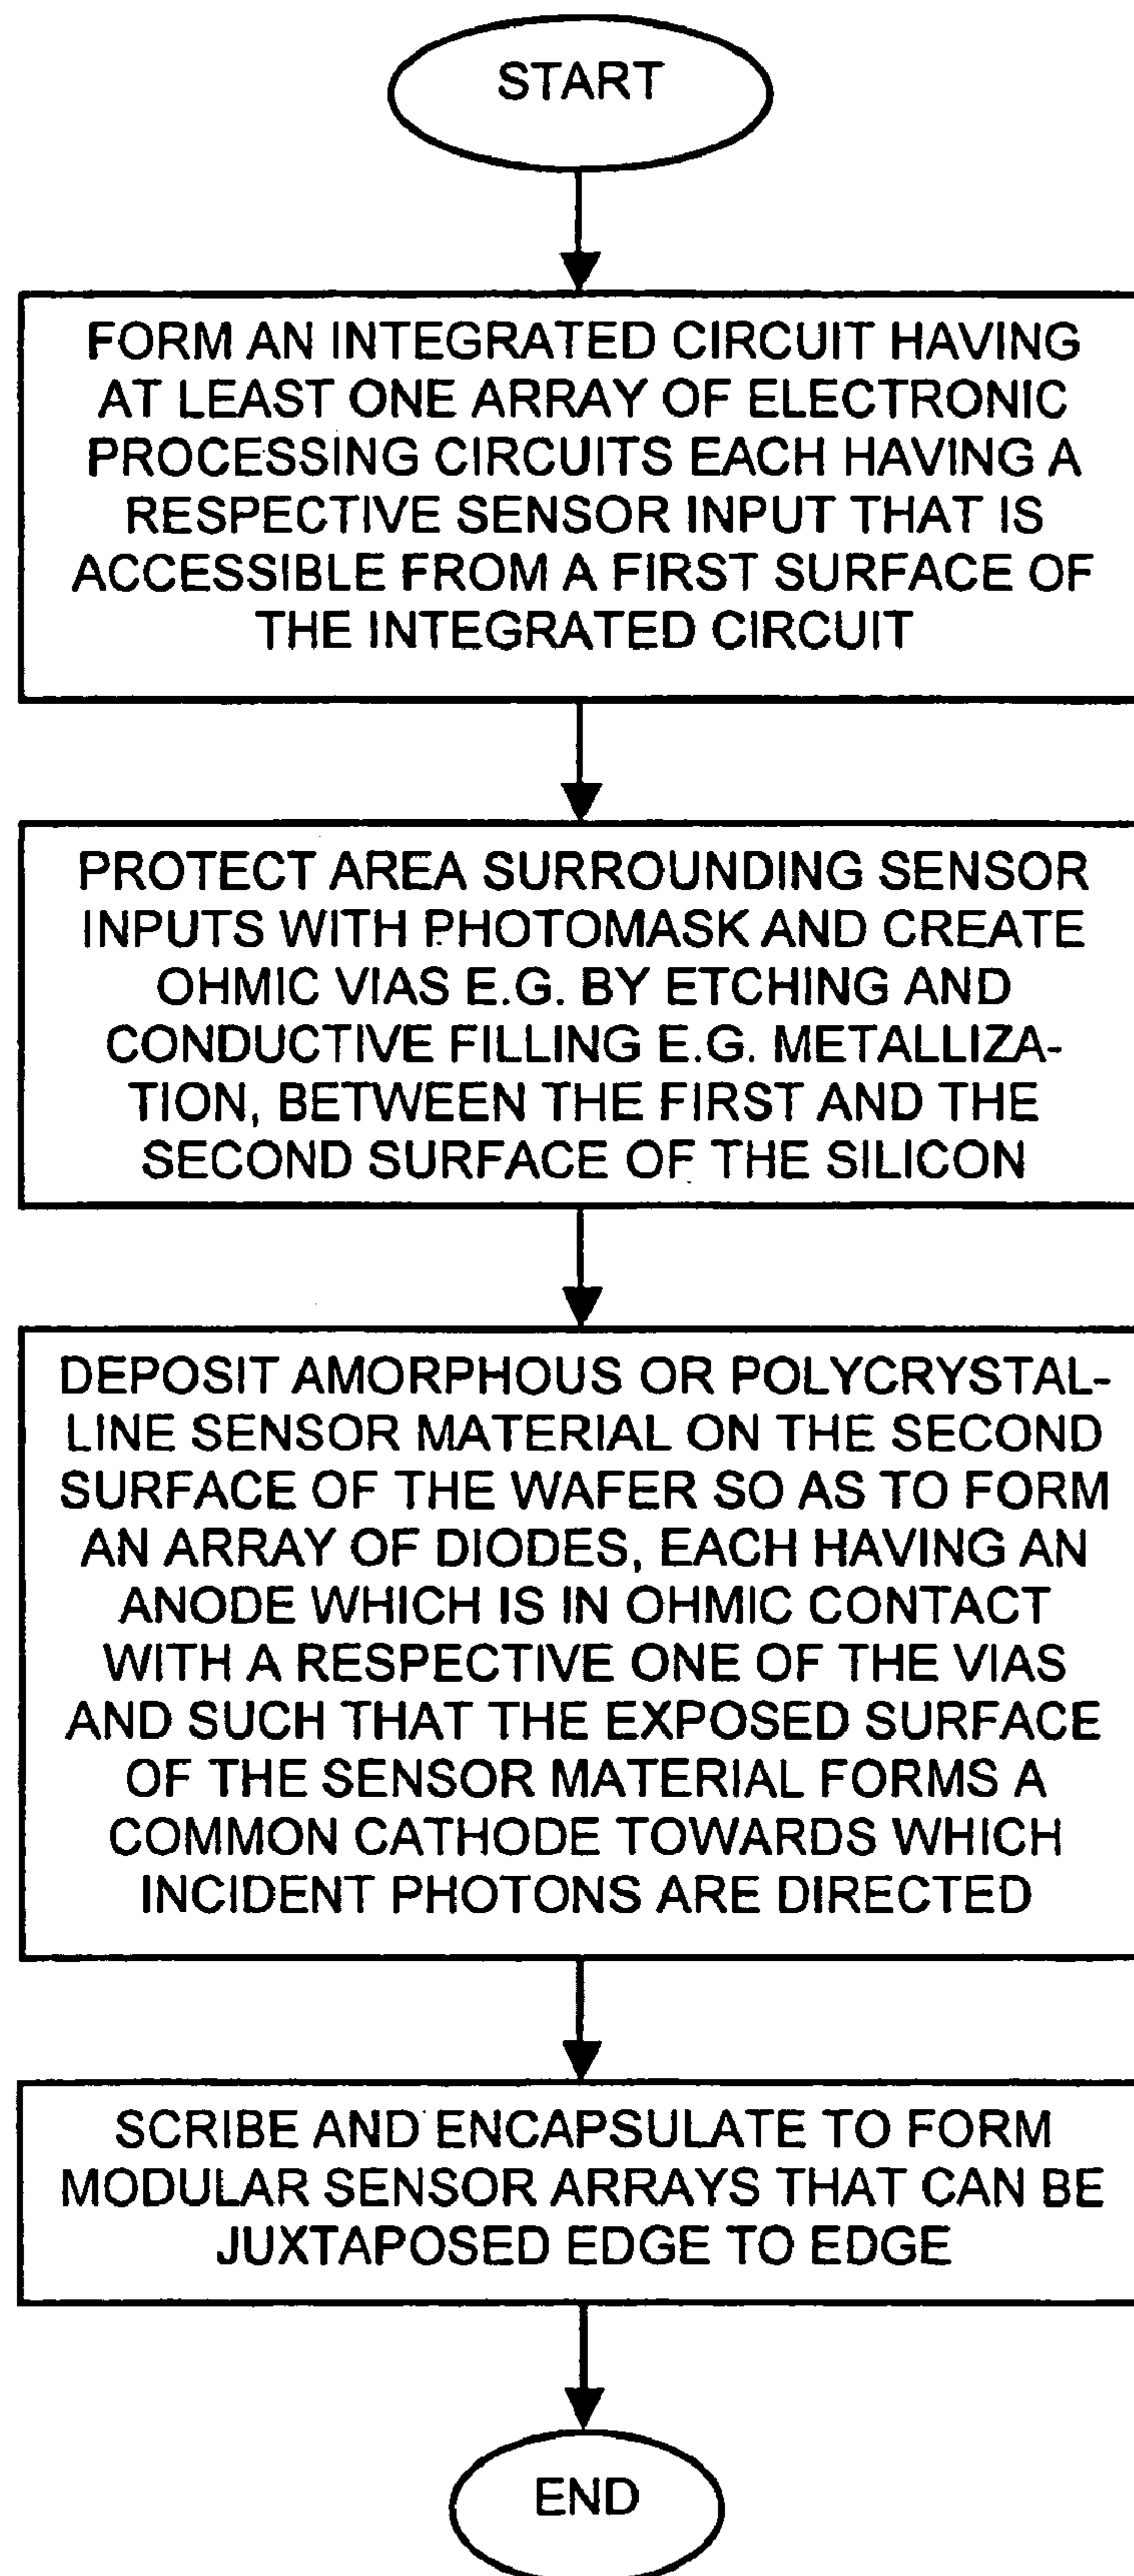 START
FORM AN INTEGRATED CIRCUIT HAVING
AT LEAST ONE ARRAY OF ELECTRONIC
PROCESSING CIRCUITS EACH HAVING A
RESPECTIVE SENSOR INPUT THAT IS
ACCESSIBLE FROM A FIRST SURFACE OF
THE INTEGRATED CIRCUIT
PROTECT AREA SURROUNDING SENSOR
INPUTS WITH PHOTOMASK AND CREATE
OHMIC VIAS E.G. BY ETCHING AND
CONDUCTIVE FILLING E.G. METALLIZA-
TION, BETWEEN THE FIRST AND THE
SECOND SURFACE OF THE SILICON
DEPOSIT AMORPHOUS OR POLYCRYSTAL-
LINE SENSOR MATERIAL ON THE SECOND
SURFACE OF THE WAFER SO AS TO FORM
AN ARRAY OF DIODES, EACH HAVING AN
ANODE WHICH IS IN OHMIC CONTACT
WITH A RESPECTIVE ONE OF THE VIAS
AND SUCH THAT THE EXPOSED SURFACE
OF THE SENSOR MATERIAL FORMS A
COMMON CATHODE TOWARDS WHICH
INCIDENT PHOTONS ARE DIRECTED
SCRIBE AND ENCAPSULATE TO FORM
MODULAR SENSOR ARRAYS THAT CAN BE
JUXTAPOSED EDGE TO EDGE
END